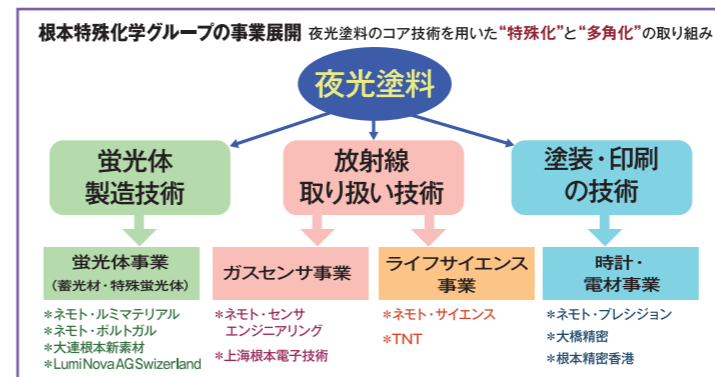 根本特殊化学グループの事業展開 夜光塗料のコア技術を用いた“特殊化”と“多角化”の取り組み
夜光塗料
蛍光体
製造技術
放射線
取り扱い技術
塗装・印刷
の技術
蛍光体事業
(蓄光材・特殊蛍光体)
＊ネモト・ルミマテリアル
＊ネモト・ポルトガル
＊大連根本新素材
＊LumiNovaAGSwizerland
ガスセンサ事業
＊ネモト・センサ
エンジニアリング
＊上海根本電子技術
ライフサイエンス
事業
＊ネモト・サイエンス
＊TNT
時計・
電材事業
＊ネモト・プレシジョン
＊大橋精密
＊根本精密香港